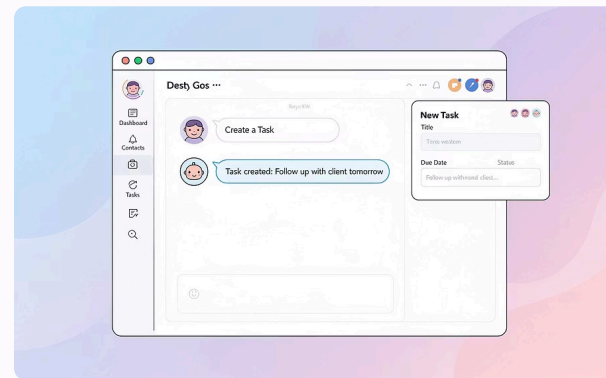 Desty Gos ···
Dashboard
Contacts
Tasks
Create a Task
Task created: Follow up with client tomorrow
New Task
Title
Due Date
Status